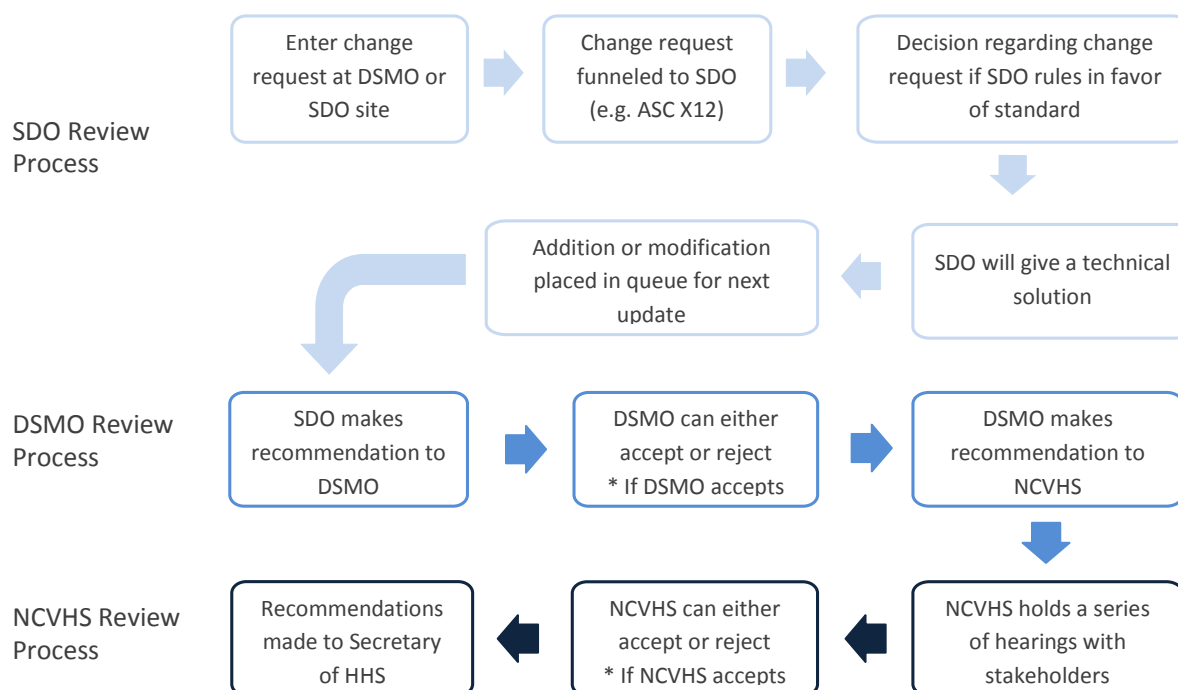 SDO Review
Process
Enter change
request at DSMO or
SDO site
Change request
funneled to SDO
(e.g. ASC X12)
Decision regarding change
request if SDO rules in favor
of standard
Addition or modification
placed in queue for next
update
SDO will give a technical
solution
DSMO Review
Process
SDO makes
recommendation to
DSMO
DSMO can either
accept or reject
* If DSMO accepts
DSMO makes
recommendation to
NCVHS
NCVHS Review
Process
Recommendations
made to Secretary
of HHS
NCVHS can either
accept or reject
* If NCVHS accepts
NCVHS holds a series
of hearings with
stakeholders